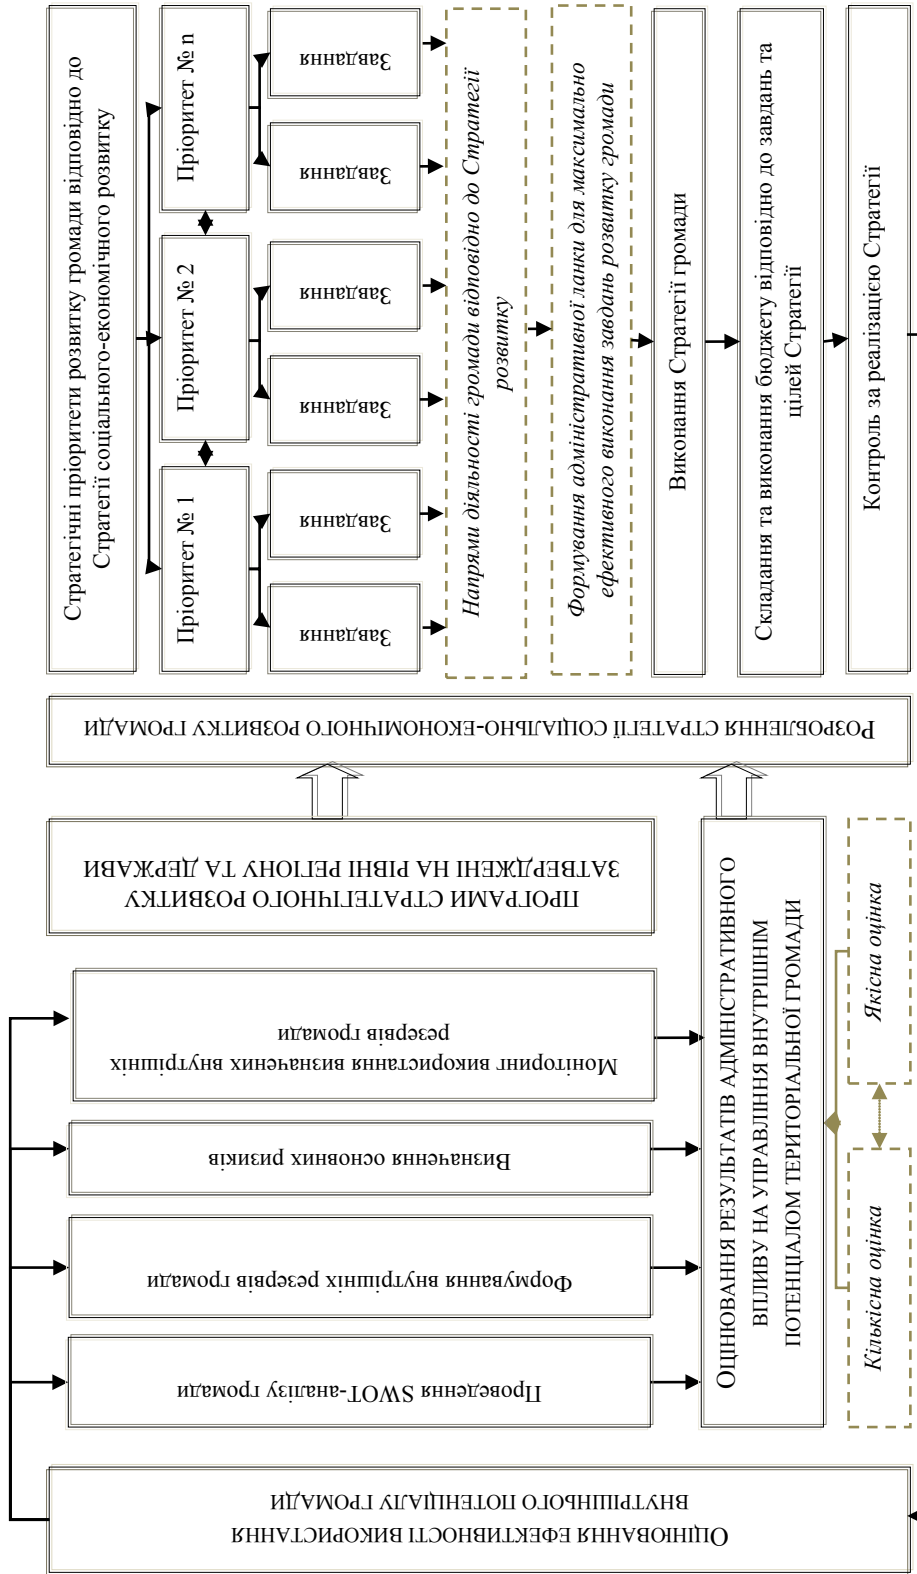 ОЦІНЮВАННЯ ЕФЕКТИВНОСТІ ВИКОРИСТАННЯ
ВНУТРІШНЬОГО ПОТЕНЦІАЛУ ГРОМАДИ
Проведення SWOT-аналізу громади
Формування внутрішніх резервів громади
Визначення основних ризиків
Моніторинг використання визначених внутрішніх
резервів громади
ОЦІНЮВАННЯ РЕЗУЛЬТАТІВ АДМІНІСТРАТИВНОГО
ВПЛИВУ НА УПРАВЛІННЯ ВНУТРІШНІМ
ПОТЕНЦІАЛОМ ТЕРИТОРІАЛЬНОЇ ГРОМАДИ
Кількісна оцінка
Якісна оцінка
ПРОГРАМИ СТРАТЕГІЧНОГО РОЗВИТКУ
ЗАТВЕРДЖЕНІ НА РІВНІ РЕГІОНУ ТА ДЕРЖАВИ
РОЗРОБЛЕННЯ СТРАТЕГІЇ СОЦІАЛЬНО-ЕКОНОМІЧНОГО РОЗВИТКУ ГРОМАДИ
Стратегічні пріоритети розвитку громади відповідно до
Стратегії соціального-економічного розвитку
Пріоритет № 1
Пріоритет № 2
Пріоритет № n
Завдання
Завдання
Завдання
Завдання
Завдання
Завдання
Напрями діяльності громади відповідно до Стратегії
розвитку
Формування адміністративної ланки для максимально
ефективного виконання завдань розвитку громади
Виконання Стратегії громади
Складання та виконання бюджету відповідно до завдань та
цілей Стратегії
Контроль за реалізацією Стратегії